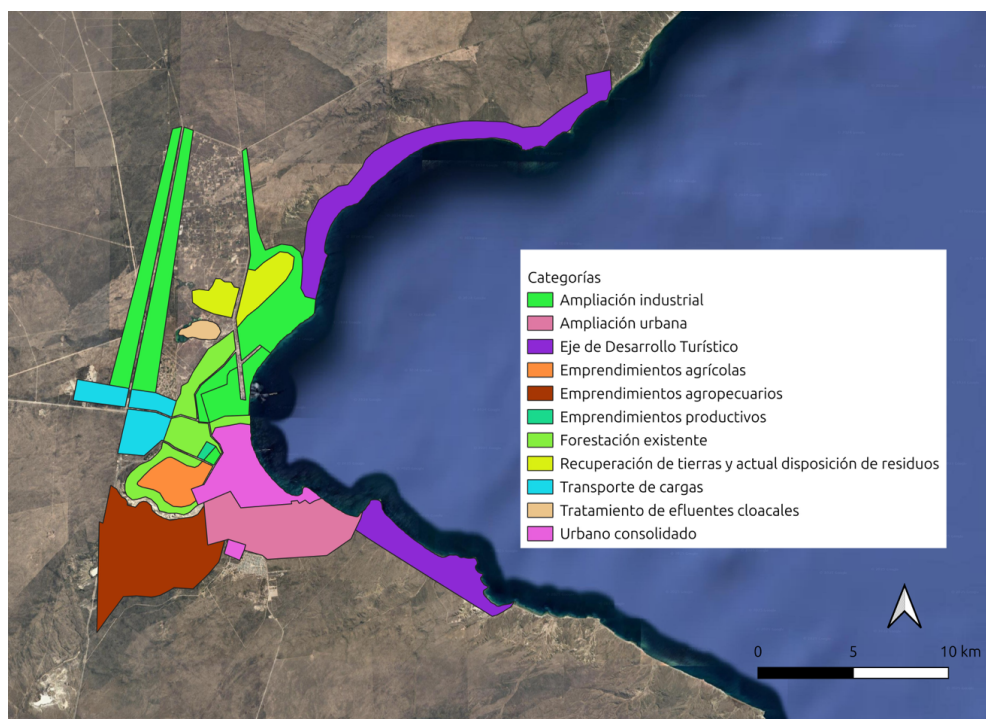 Categorías
Ampliación industrial
Ampliación urbana
Eje de Desarrollo Turístico
Emprendimientos agrícolas
Emprendimientos agropecuarios
Emprendimientos productivos
Forestación existente
Recuperación de tierras y actual disposición de residuos
Transporte de cargas
Tratamiento de efluentes cloacales
Urbano consolidado
0 5 10 km